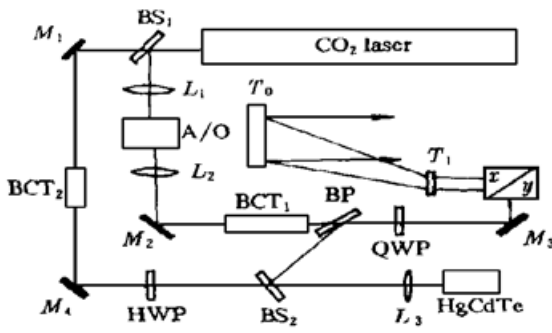 BS₁
M₁
CO₂ laser
L₁
T₀
A/O
T₁
x
y
L₂
BCT₂
BP
BCT₁
M₂
QWP
M₃
M₄
HWP
BS₂
L₃
HgCdTe